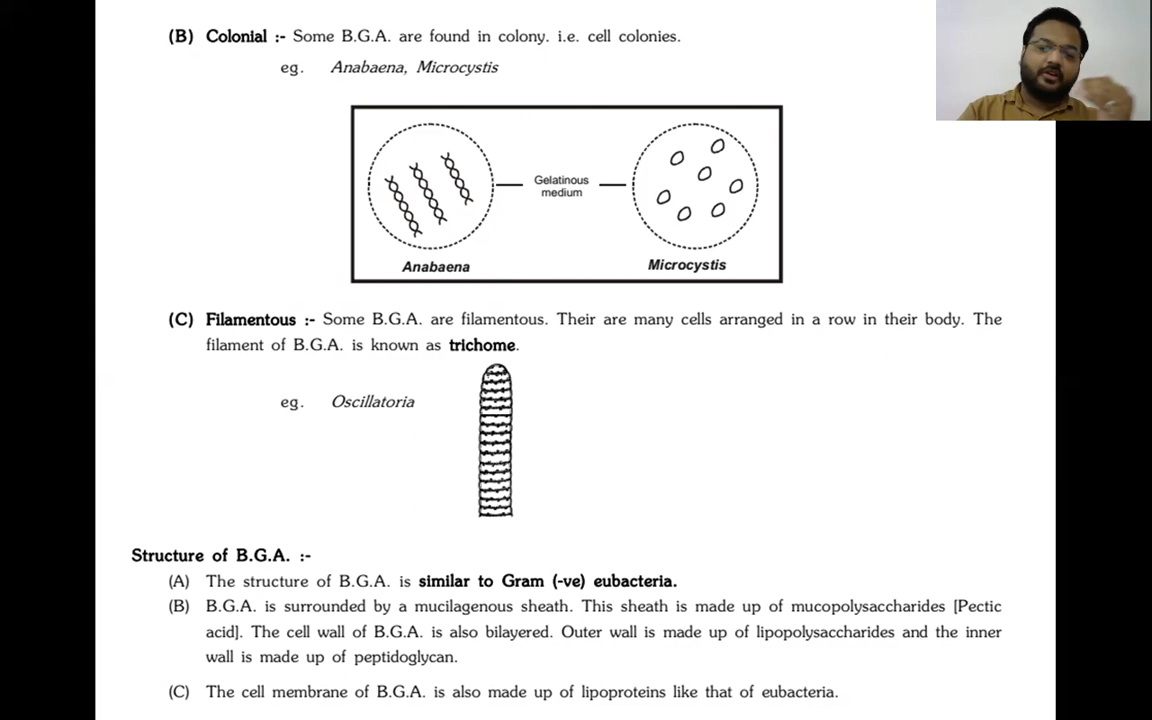 (B) Colonial :- Some B.G.A. are found in colony. i.e. cell colonies.
eg. Anabaena, Microcystis
Gelatinous
medium
Anabaena
Microcystis
(C) Filamentous :- Some B.G.A. are filamentous. Their are many cells arranged in a row in their body. The
filament of B.G.A. is known as trichome.
eg. Oscillatoria
Structure of B.G.A. :-
(A) The structure of B.G.A. is similar to Gram (-ve) eubacteria.
(B) B.G.A. is surrounded by a mucilagenous sheath. This sheath is made up of mucopolysaccharides [Pectic
acid]. The cell wall of B.G.A. is also bilayered. Outer wall is made up of lipopolysaccharides and the inner
wall is made up of peptidoglycan.
(C) The cell membrane of B.G.A. is also made up of lipoproteins like that of eubacteria.